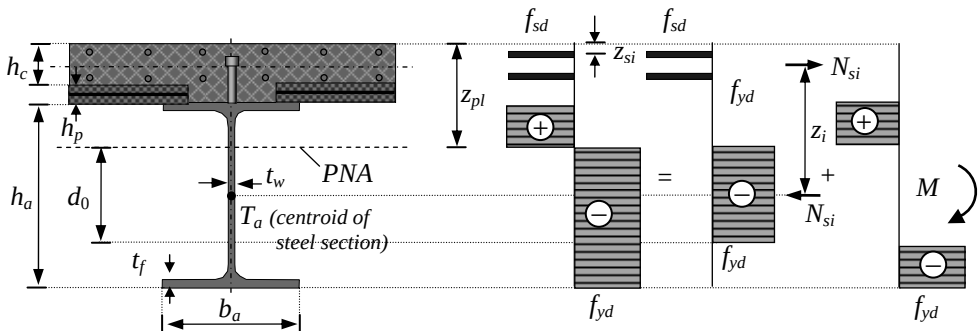 f_sd
f_sd
h_c
z_si
N_si
z_pl
f_yd
h_p
z_i
+
+
t_w
PNA
=
+
h_a
d_0
−
−
M
T_a (centroid of
steel section)
N_si
t_f
f_yd
−
b_a
f_yd
f_yd